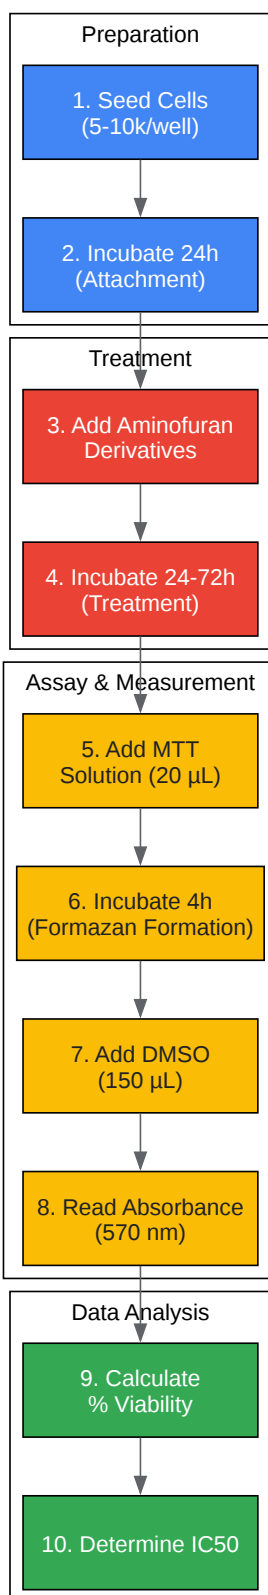 Preparation
1. Seed Cells
(5-10k/well)
2. Incubate 24h
(Attachment)
Treatment
3. Add Aminofuran
Derivatives
4. Incubate 24-72h
(Treatment)
Assay & Measurement
5. Add MTT
Solution (20 µL)
6. Incubate 4h
(Formazan Formation)
7. Add DMSO
(150 µL)
8. Read Absorbance
(570 nm)
Data Analysis
9. Calculate
% Viability
10. Determine IC50